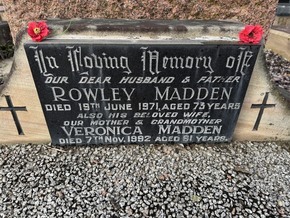 In Loving Memory of
OUR DEAR HUSBAND & FATHER
ROWLEY MADDEN
DIED 19TH JUNE 1971, AGED 73 YEARS
ALSO HIS BELOVED WIFE,
OUR MOTHER & GRANDMOTHER
VERONICA MADDEN
DIED 7TH NOV. 1992 AGED 81 YEARS.